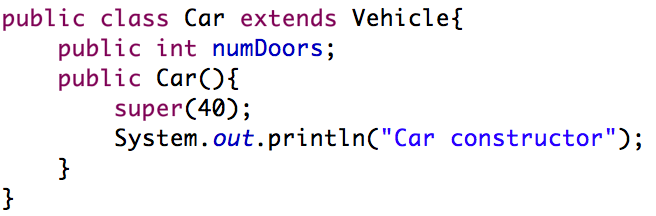 public class Car extends Vehicle{
    public int numDoors;
    public Car(){
        super(40);
        System.out.println("Car constructor");
    }
}